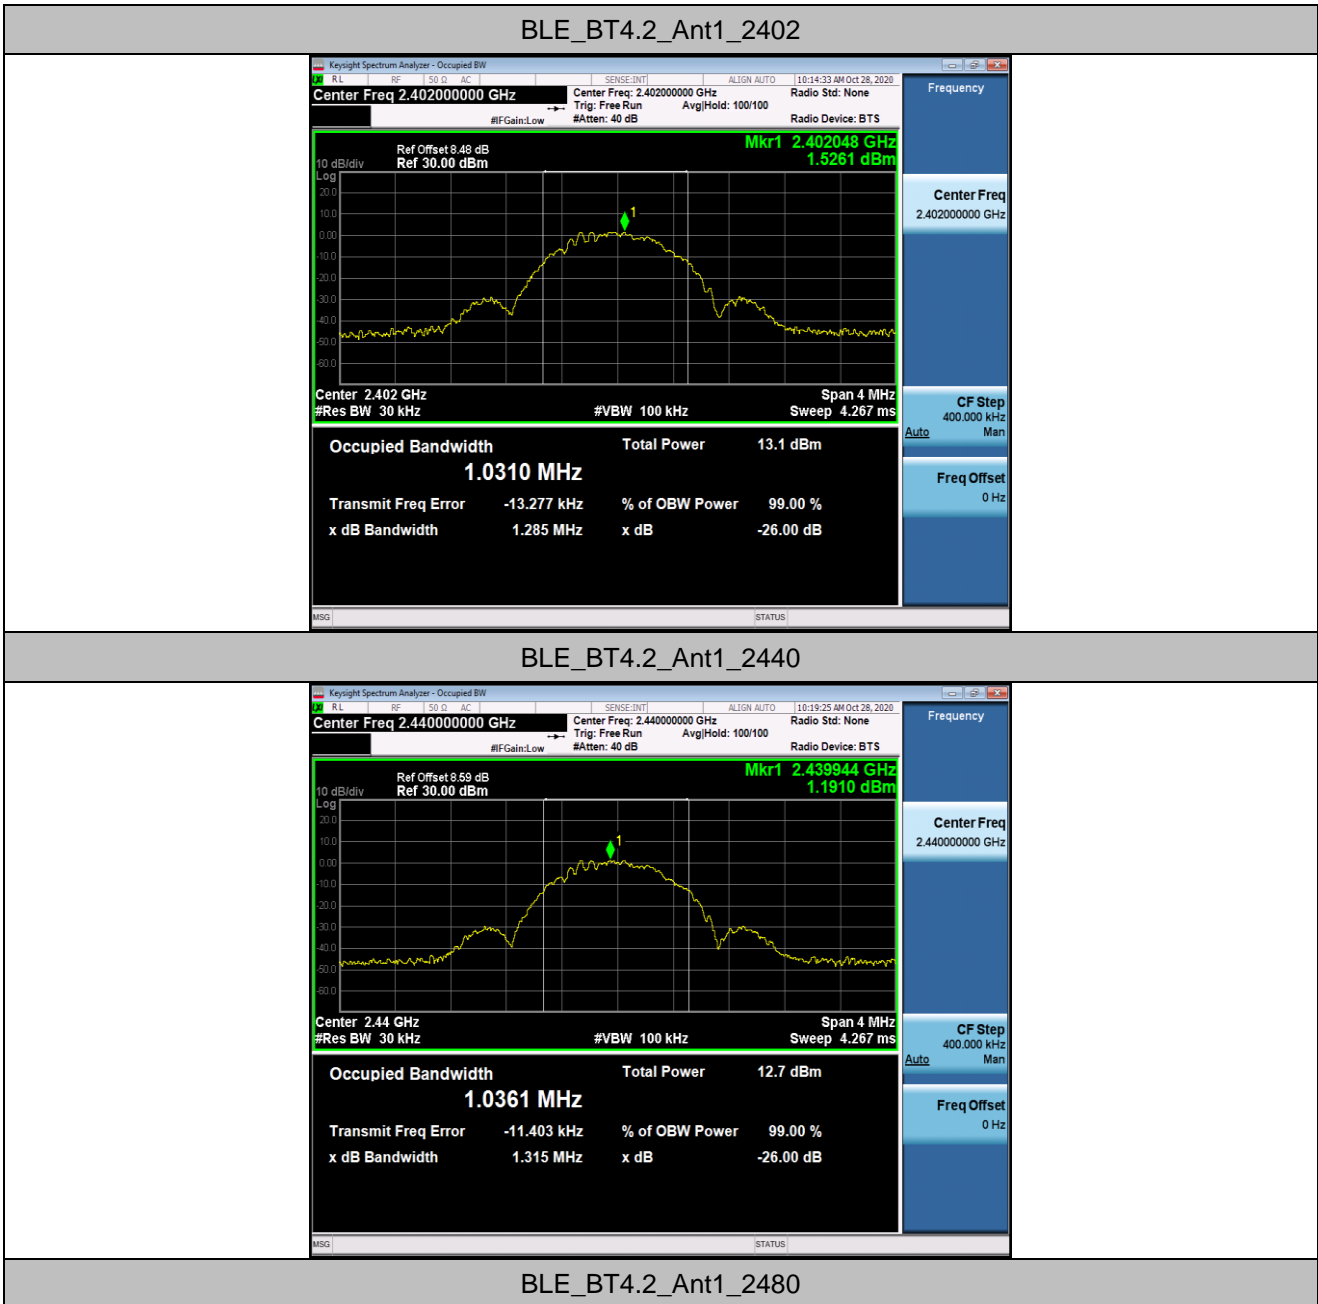 BLE_BT4.2_Ant1_2402
Keysight Spectrum Analyzer - Occupied BW
RL RF 50 Ω AC SENSE:INT ALIGN AUTO 10:14:33 AM Oct 28, 2020
Center Freq 2.402000000 GHz
Center Freq: 2.402000000 GHz Radio Std: None
Trig: Free Run Avg|Hold: 100/100
#IFGain:Low #Atten: 40 dB Radio Device: BTS
Frequency
Mkr1 2.402048 GHz
1.5261 dBm
Ref Offset 8.48 dB
10 dB/div Ref 30.00 dBm
Log
20.0
10.0
0.00
-10.0
-20.0
-30.0
-40.0
-50.0
-60.0
1
Center 2.402 GHz Span 4 MHz
#Res BW 30 kHz #VBW 100 kHz Sweep 4.267 ms
Center Freq
2.402000000 GHz
CF Step
400.000 kHz
Auto Man
Freq Offset
0 Hz
Occupied Bandwidth Total Power 13.1 dBm
1.0310 MHz
Transmit Freq Error -13.277 kHz % of OBW Power 99.00 %
x dB Bandwidth 1.285 MHz x dB -26.00 dB
MSG STATUS
BLE_BT4.2_Ant1_2440
Keysight Spectrum Analyzer - Occupied BW
RL RF 50 Ω AC SENSE:INT ALIGN AUTO 10:19:25 AM Oct 28, 2020
Center Freq 2.440000000 GHz
Center Freq: 2.440000000 GHz Radio Std: None
Trig: Free Run Avg|Hold: 100/100
#IFGain:Low #Atten: 40 dB Radio Device: BTS
Frequency
Mkr1 2.439944 GHz
1.1910 dBm
Ref Offset 8.59 dB
10 dB/div Ref 30.00 dBm
Log
20.0
10.0
0.00
-10.0
-20.0
-30.0
-40.0
-50.0
-60.0
1
Center 2.44 GHz Span 4 MHz
#Res BW 30 kHz #VBW 100 kHz Sweep 4.267 ms
Center Freq
2.440000000 GHz
CF Step
400.000 kHz
Auto Man
Freq Offset
0 Hz
Occupied Bandwidth Total Power 12.7 dBm
1.0361 MHz
Transmit Freq Error -11.403 kHz % of OBW Power 99.00 %
x dB Bandwidth 1.315 MHz x dB -26.00 dB
MSG STATUS
BLE_BT4.2_Ant1_2480